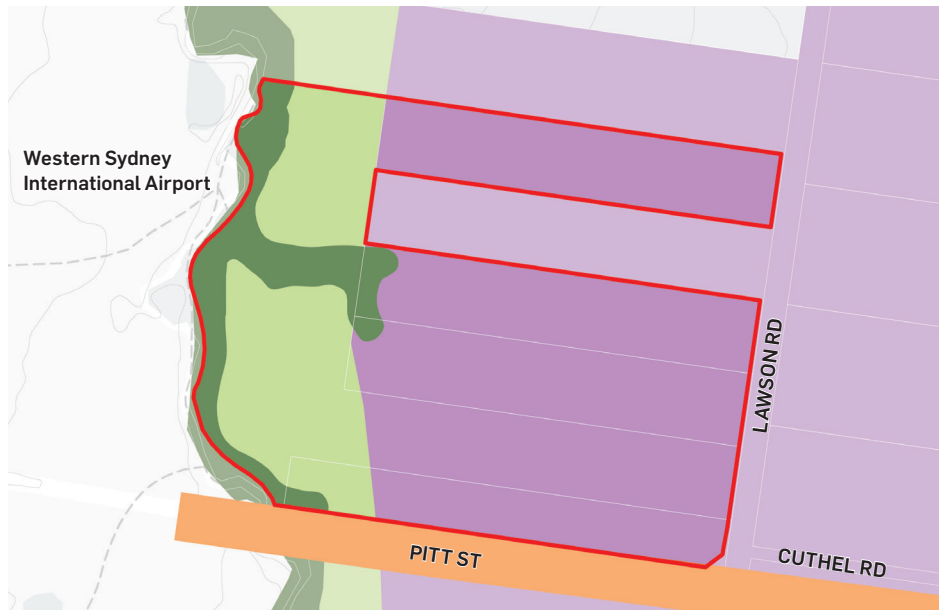 Western Sydney
International Airport
LAWSON RD
PITT ST
CUTHEL RD